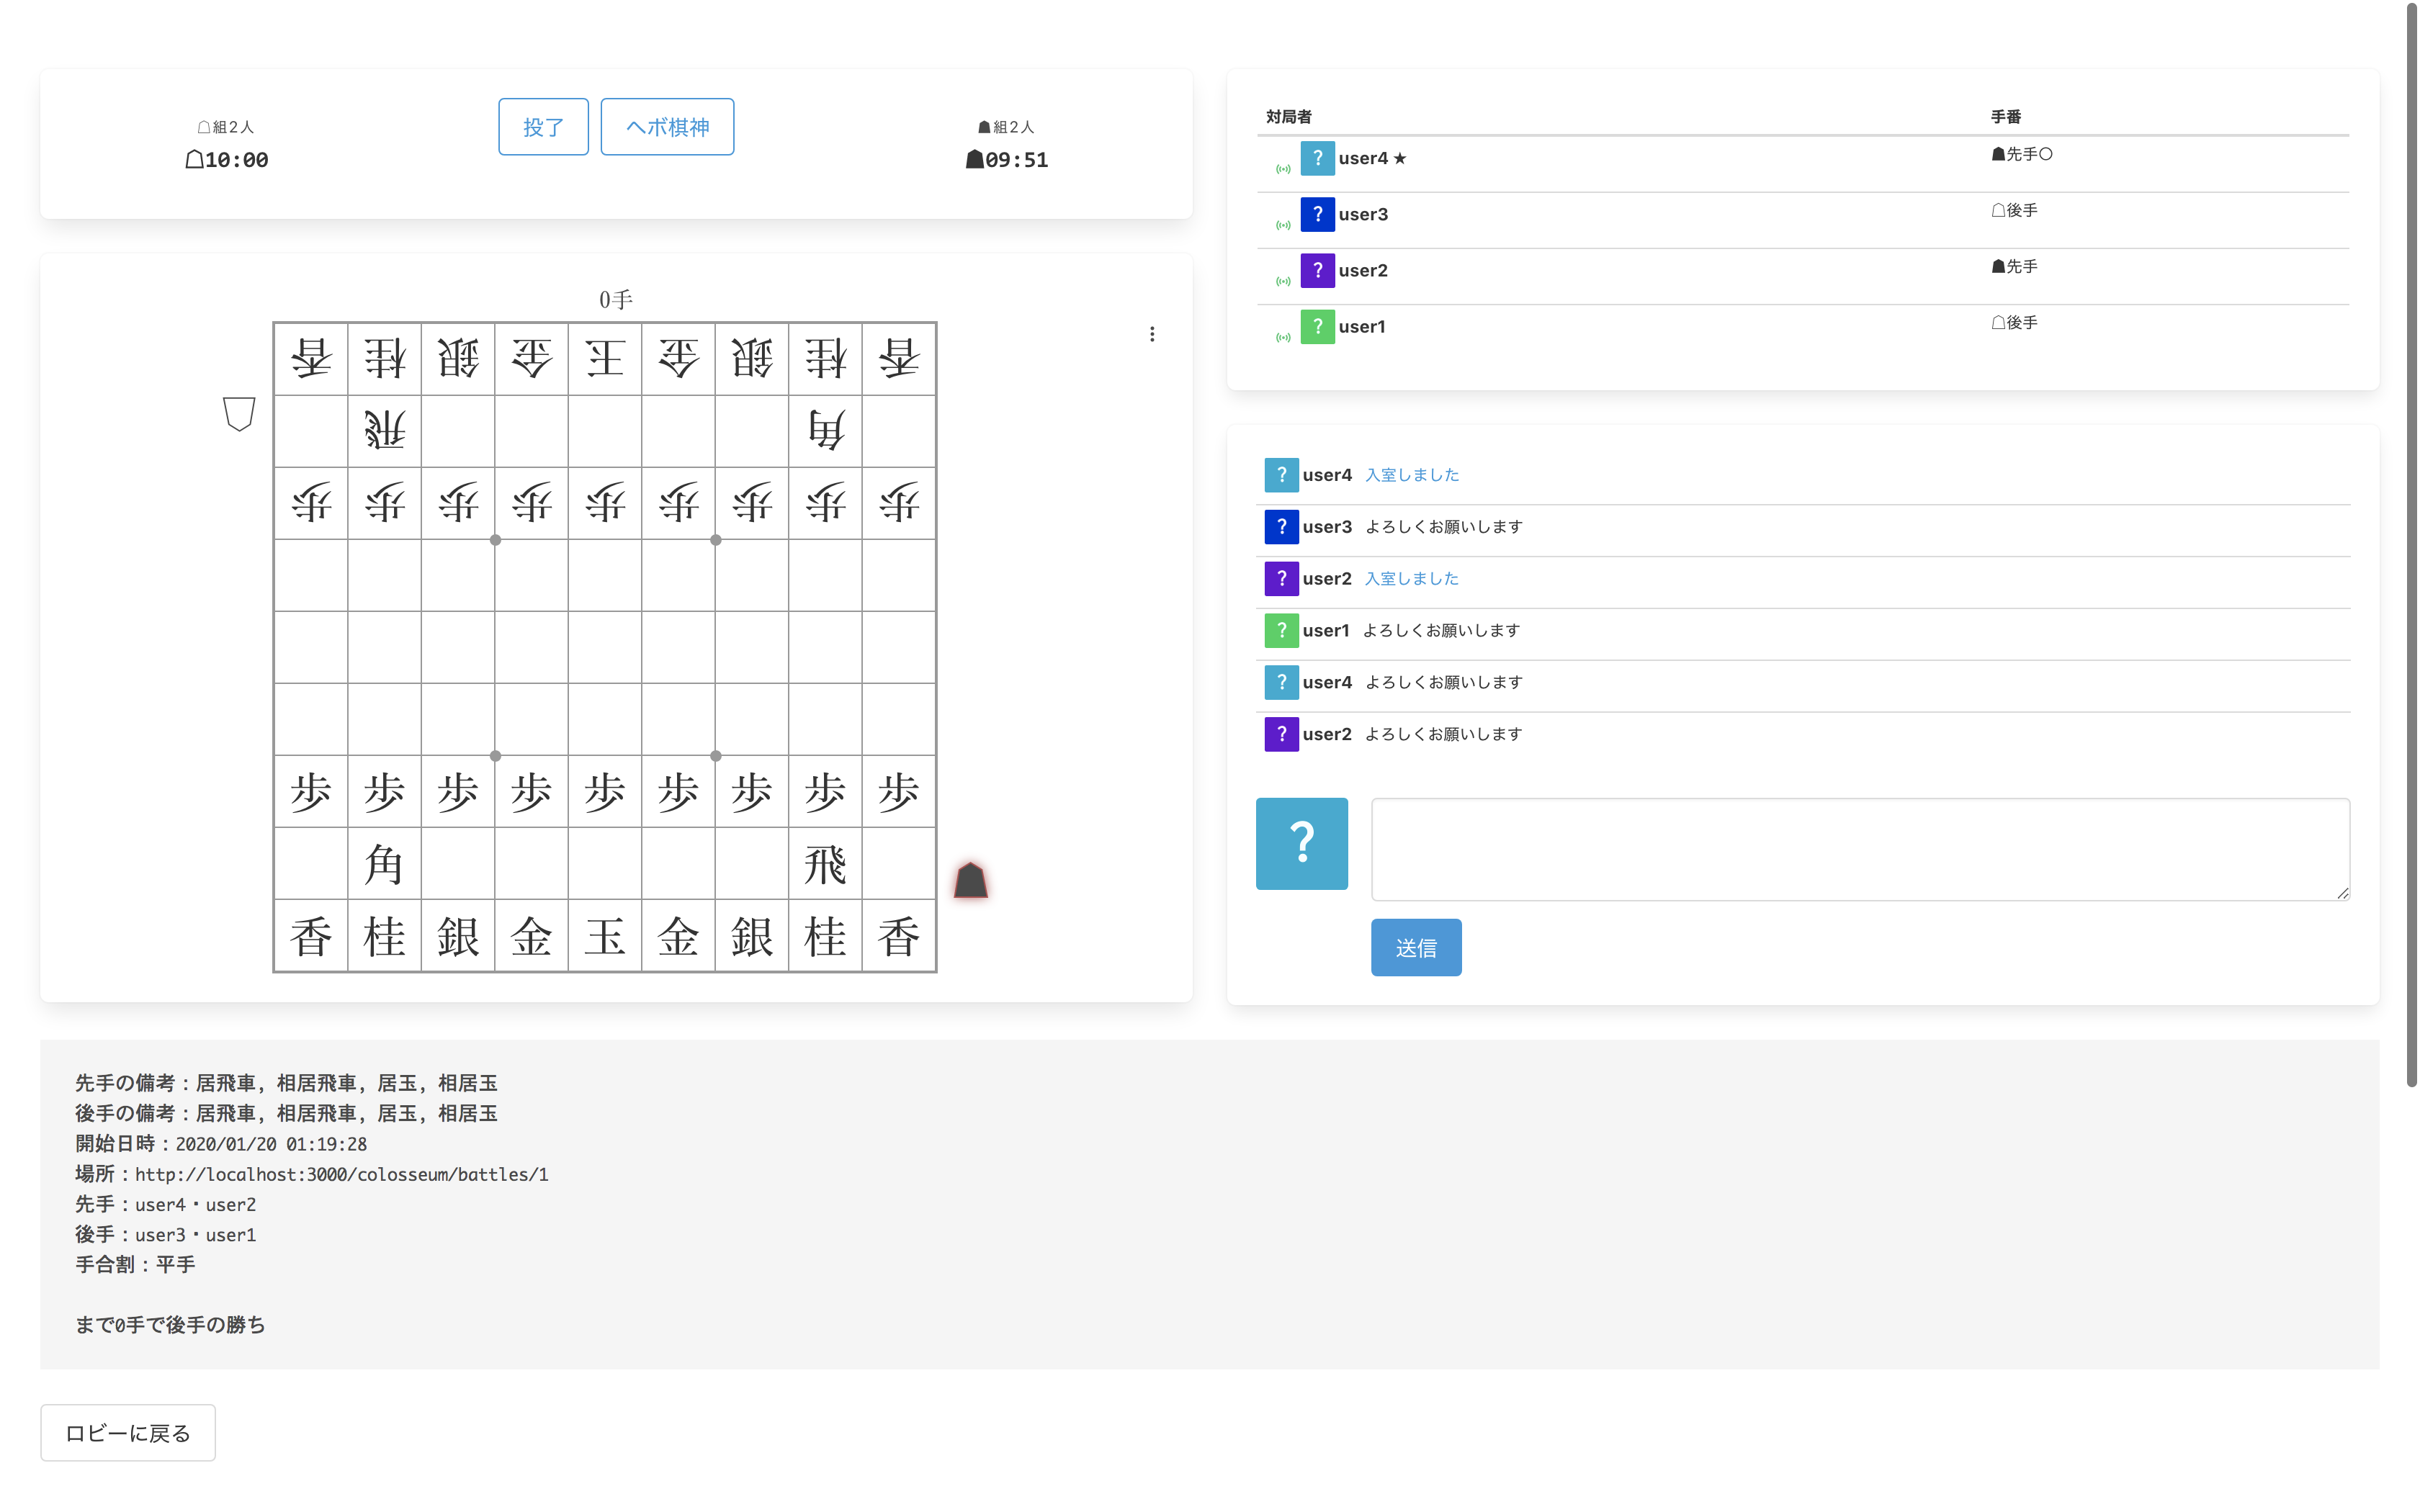 ☖組2人
☖10:00
投了
ヘボ棋神
☗組2人
☗09:51
0手
香桂銀金王金銀桂香
飛角
歩歩歩歩歩歩歩歩歩
歩歩歩歩歩歩歩歩歩
角飛
香桂銀金玉金銀桂香
対局者 手番
? user4 ★ ☗先手○
? user3 ☖後手
? user2 ☗先手
? user1 ☖後手
? user4 入室しました
? user3 よろしくお願いします
? user2 入室しました
? user1 よろしくお願いします
? user4 よろしくお願いします
? user2 よろしくお願いします
?
送信
先手の備考：居飛車, 相居飛車, 居玉, 相居玉
後手の備考：居飛車, 相居飛車, 居玉, 相居玉
開始日時：2020/01/20 01:19:28
場所：http://localhost:3000/colosseum/battles/1
先手：user4・user2
後手：user3・user1
手合割：平手
まで0手で後手の勝ち
ロビーに戻る